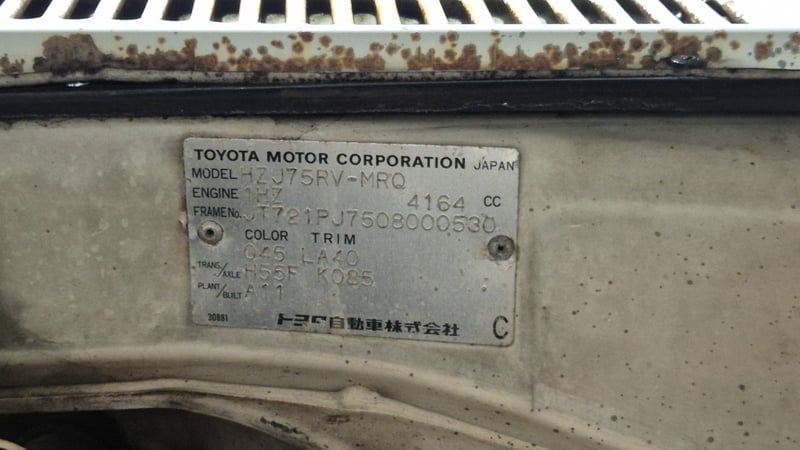 TOYOTA MOTOR CORPORATION JAPAN
MODEL HZJ75RV-MRQ
ENGINE 1HZ 4164 CC
FRAME No. JT721PJ7508000530
COLOR TRIM
045 LA40
TRANS./AXLE H55F K085
PLANT/BUILT A11
30881
トヨタ自動車株式会社 C